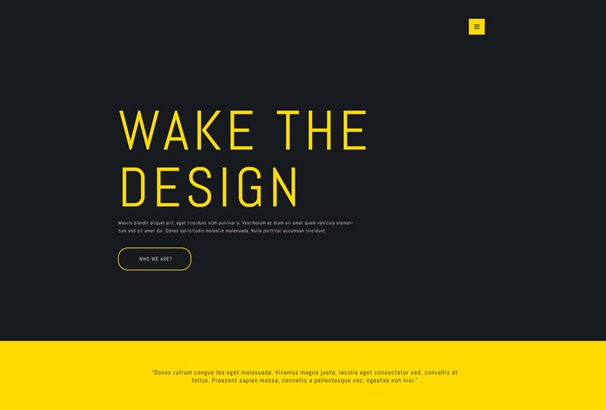 WAKE THE
DESIGN
Mauris blandit aliquet elit, eget tincidunt nibh pulvinar a. Vestibulum ac diam sit amet quam vehicula elemen-
tum sed sit amet dui. Donec sollicitudin molestie malesuada. Nulla porttitor accumsan tincidunt.
WHO WE ARE?
"Donec rutrum congue leo eget malesuada. Vivamus magna justo, lacinia eget consectetur sed, convallis at
tellus. Praesent sapien massa, convallis a pellentesque nec, egestas non nisi."